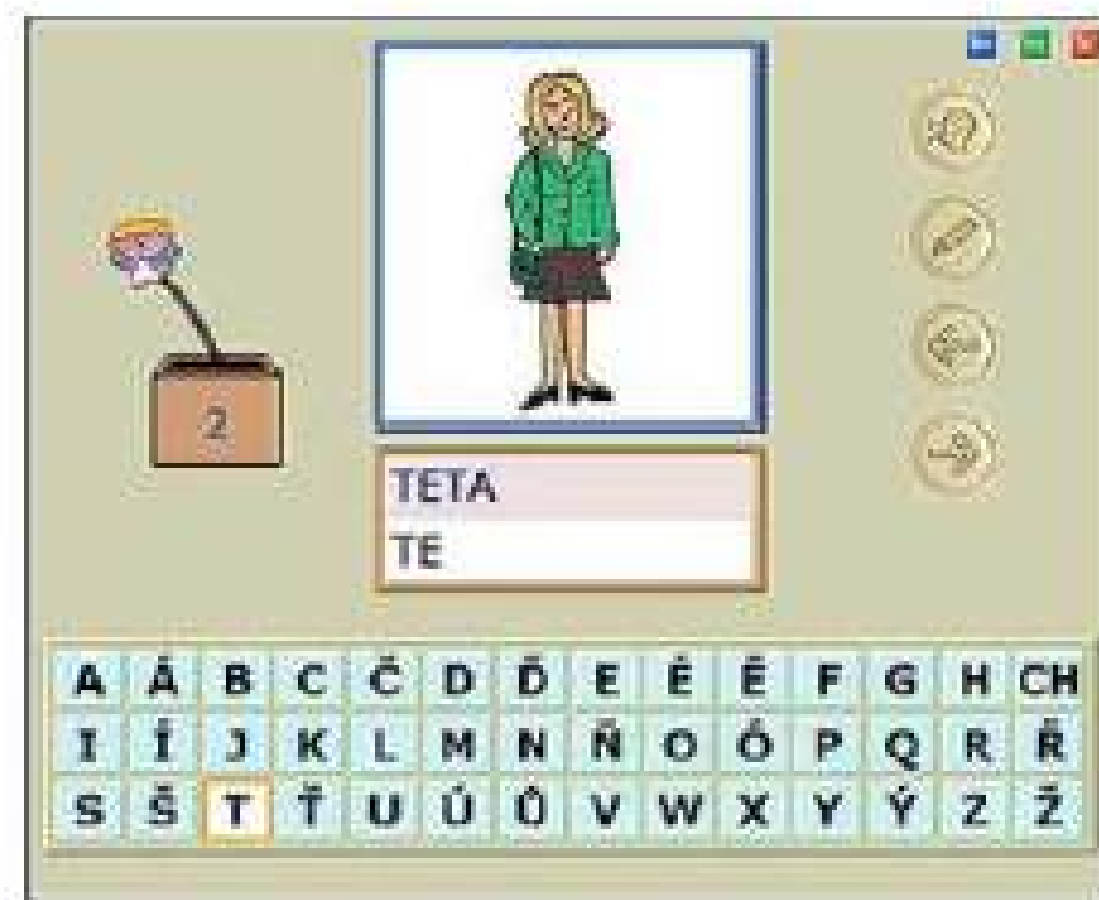 2
TETA
TE
A Á B C Č D Ď E É Ě F G H CH
I Í J K L M N Ň O Ó P Q R Ř
S Š T Ť U Ú Ů V W X Y Ý Z Ž